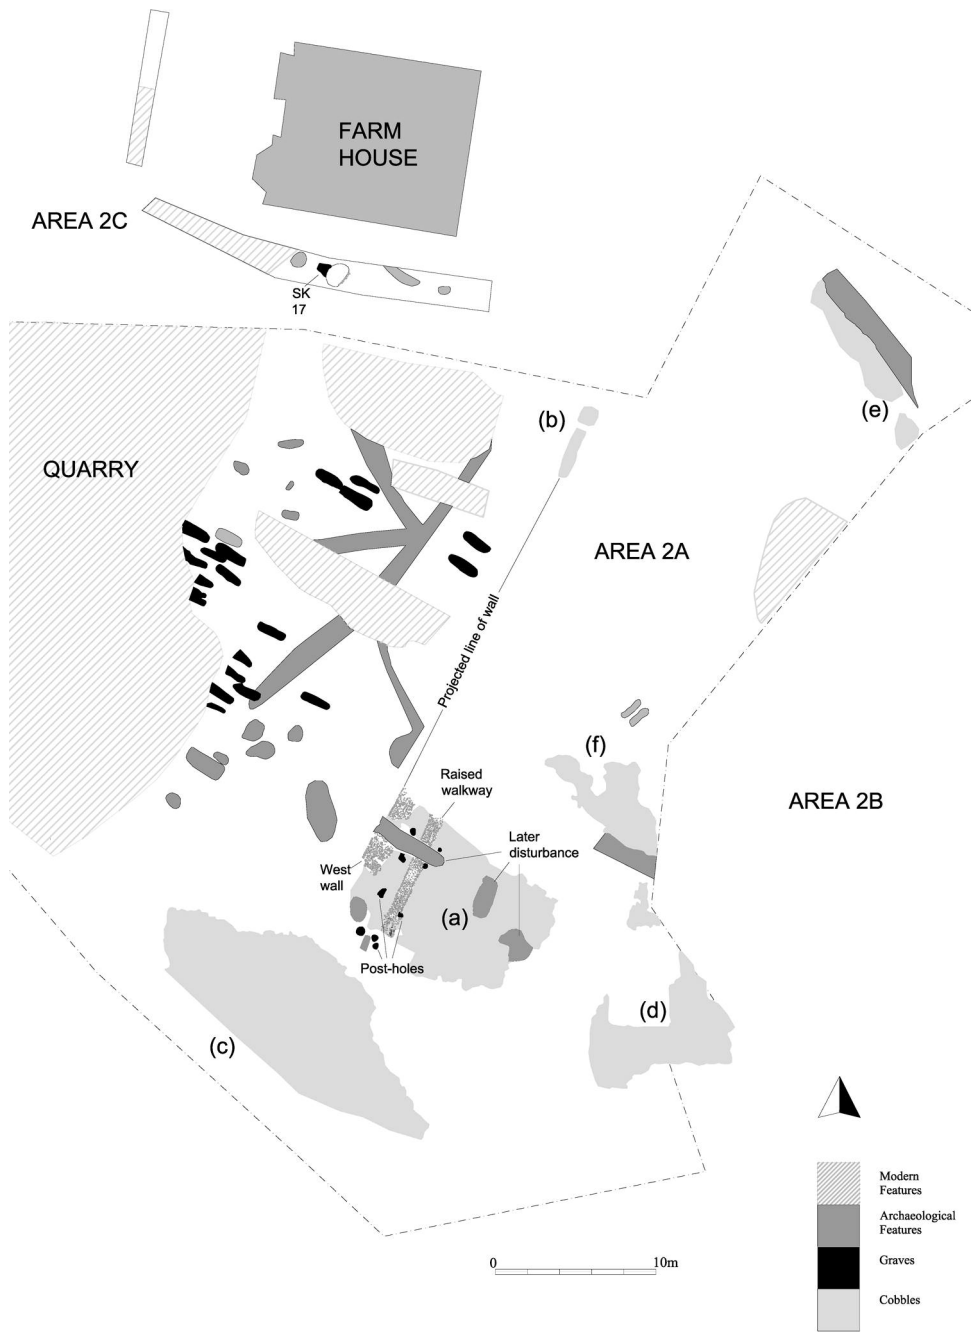 FARM
HOUSE
AREA 2C
SK
17
(b)
(e)
QUARRY
AREA 2A
Projected line of wall
(f)
Raised
walkway
AREA 2B
Later
disturbance
West
wall
(a)
Post-holes
(d)
(c)
Modern
Features
Archaeological
Features
Graves
0
10m
Cobbles